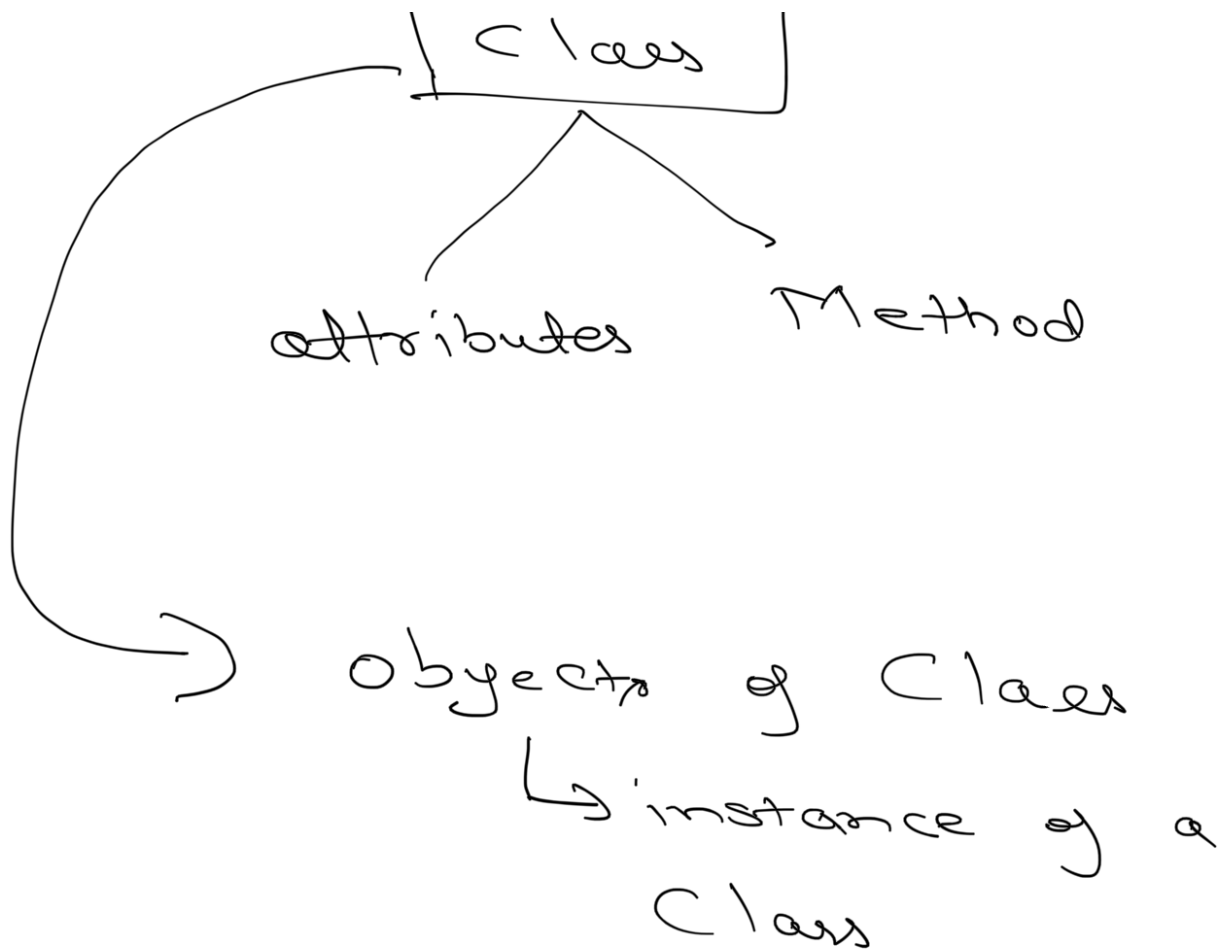 Class
attributes
Method
Objects of Class
instance of a
Class